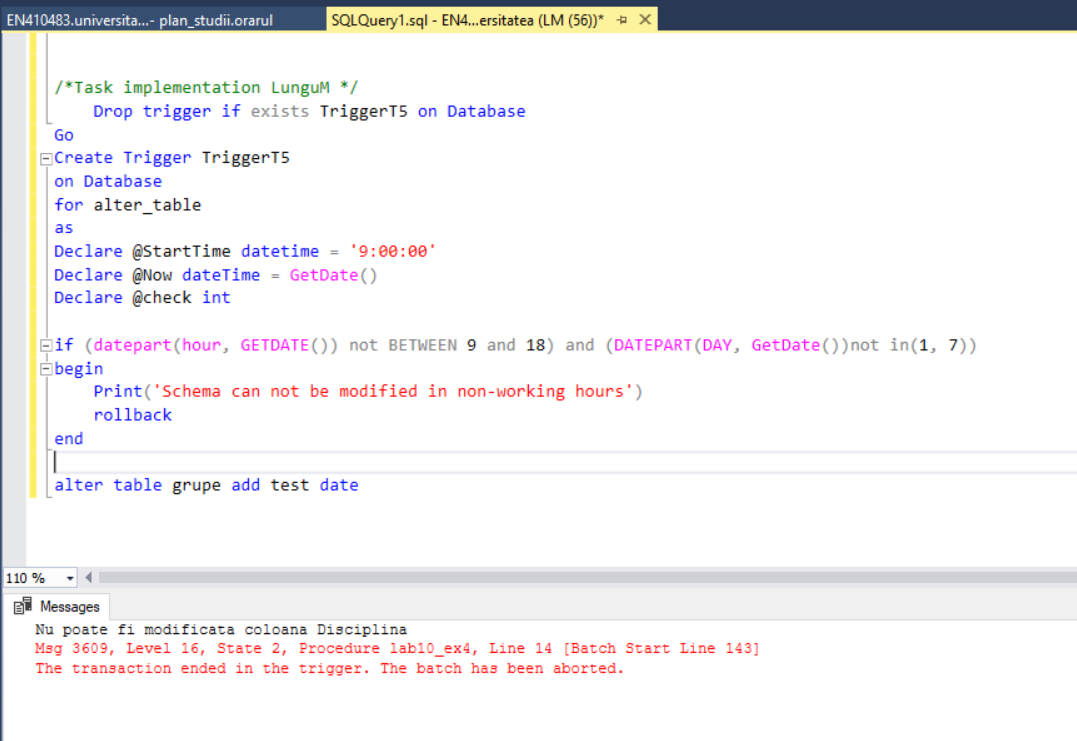 EN410483.universita...- plan_studii.orarul
SQLQuery1.sql - EN4...ersitatea (LM (56))*
/*Task implementation LunguM */
Drop trigger if exists TriggerT5 on Database
Go
Create Trigger TriggerT5
on Database
for alter_table
as
Declare @StartTime datetime = '9:00:00'
Declare @Now dateTime = GetDate()
Declare @check int
if (datepart(hour, GETDATE()) not BETWEEN 9 and 18) and (DATEPART(DAY, GetDate())not in(1, 7))
begin
Print('Schema can not be modified in non-working hours')
rollback
end
alter table grupe add test date
110 %
Messages
Nu poate fi modificata coloana Disciplina
Msg 3609, Level 16, State 2, Procedure lab10_ex4, Line 14 [Batch Start Line 143]
The transaction ended in the trigger. The batch has been aborted.